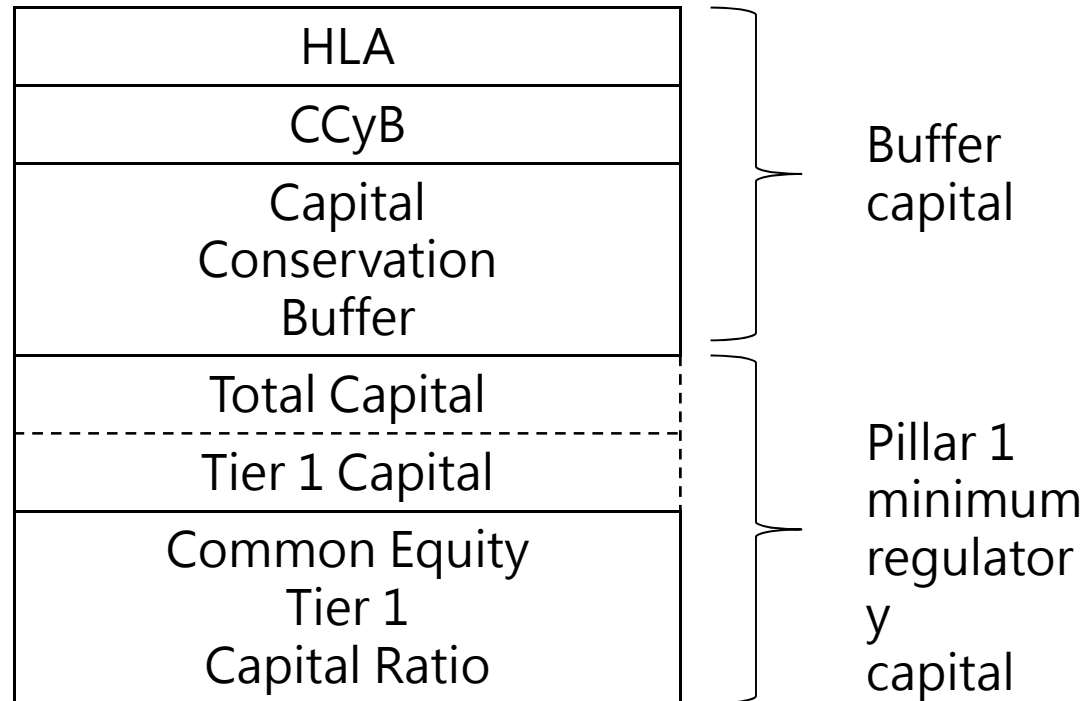 HLA
CCyB
Capital
Conservation
Buffer
Buffer
capital
Total Capital
Tier 1 Capital
Common Equity
Tier 1
Capital Ratio
Pillar 1
minimum
regulator
y
capital